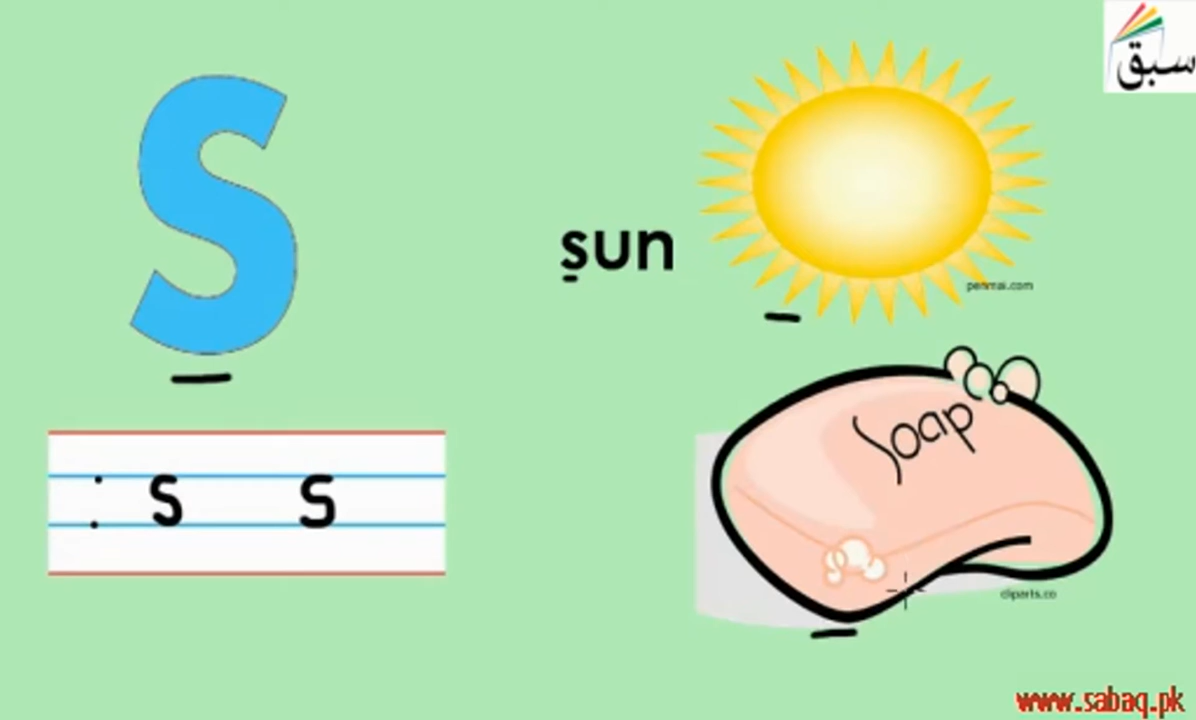 سبق
S
sun
penmai.com
Soap
s s
cliparts.co
www.sabaq.pk